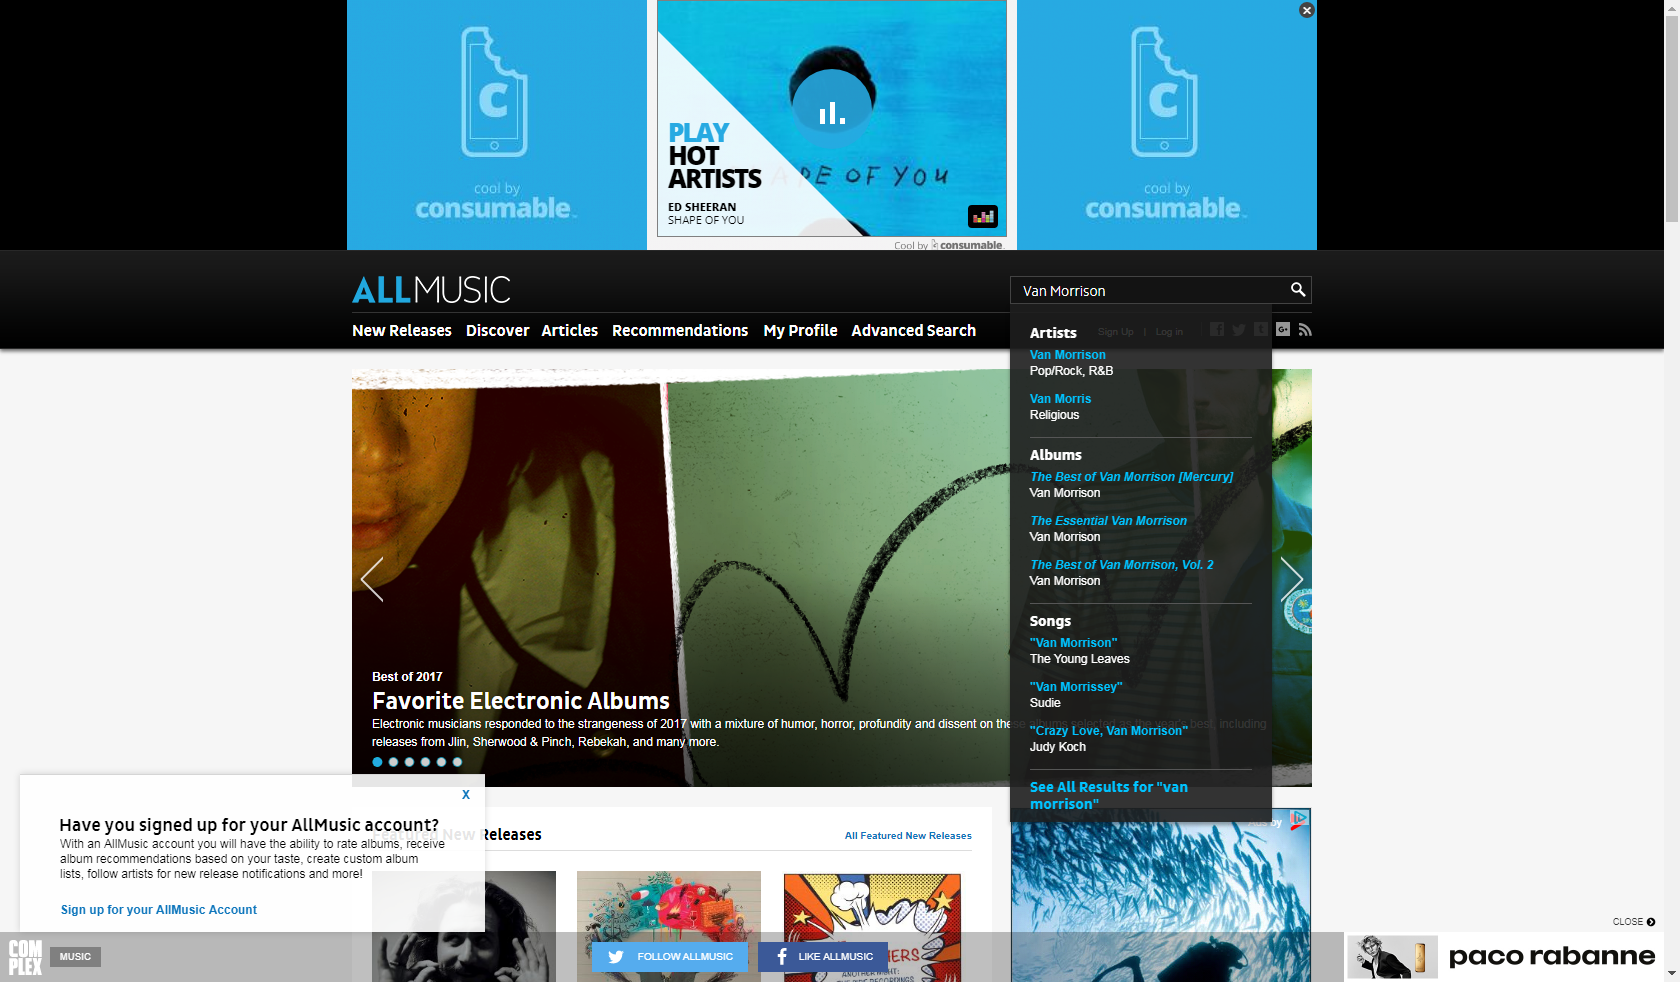 cool by
consumable
PLAY
HOT
ARTISTS
ED SHEERAN
SHAPE OF YOU
OF YOU
Cool by consumable.
cool by
consumable
ALLMUSIC
Van Morrison
New Releases Discover Articles Recommendations My Profile Advanced Search
Sign Up | Log in
Artists
Van Morrison
Pop/Rock, R&B
Van Morris
Religious
Albums
The Best of Van Morrison [Mercury]
Van Morrison
The Essential Van Morrison
Van Morrison
The Best of Van Morrison, Vol. 2
Van Morrison
Songs
"Van Morrison"
The Young Leaves
"Van Morrissey"
Sudie
"Crazy Love, Van Morrison"
Judy Koch
See All Results for "van
morrison"
Best of 2017
Favorite Electronic Albums
Electronic musicians responded to the strangeness of 2017 with a mixture of humor, horror, profundity and dissent on these albums selected as the year's best, including
releases from Jlin, Sherwood & Pinch, Rebekah, and many more.
X
Have you signed up for your AllMusic account?
With an AllMusic account you will have the ability to rate albums, receive
album recommendations based on your taste, create custom album
lists, follow artists for new release notifications and more!
Sign up for your AllMusic Account
Featured New Releases
All Featured New Releases
by
CLOSE
COMPLEX
MUSIC
FOLLOW ALLMUSIC
LIKE ALLMUSIC
paco rabanne